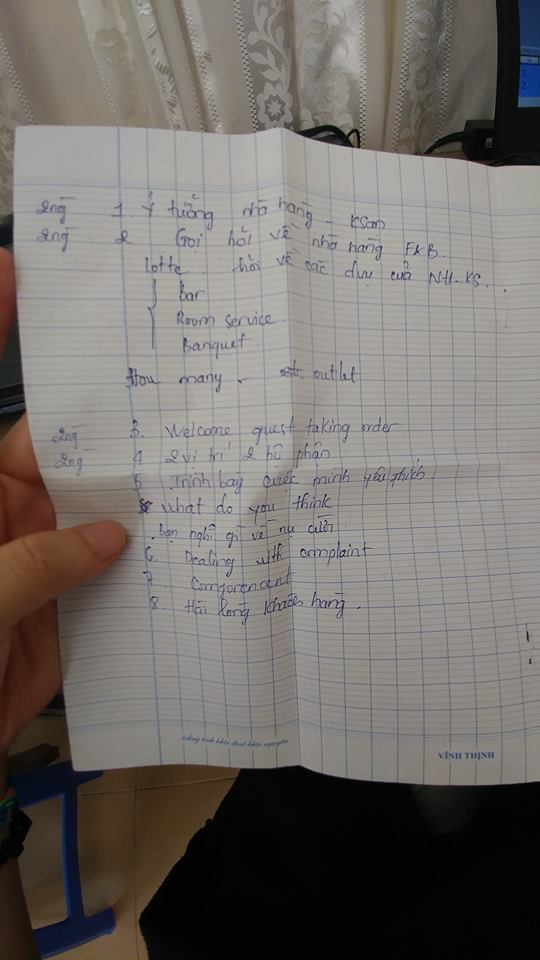 2ng 1. Ý tưởng nhà hàng - Ksạn
2ng 2 Gọi hỏi về nhà hàng F&B.
lotte hỏi về các dvụ của NH-KS.
Bar
Room service
Banquet
How many outlet
2ng 3. Welcome guest taking order
2ng 4 2 vị trí 2 bộ phận
5 Trình bày mình yêu thích
What do you think
. bạn nghĩ gì về nụ cười
6. Dealing with complaint
7.
8. Hài lòng khách hàng.
VĨNH THỊNH